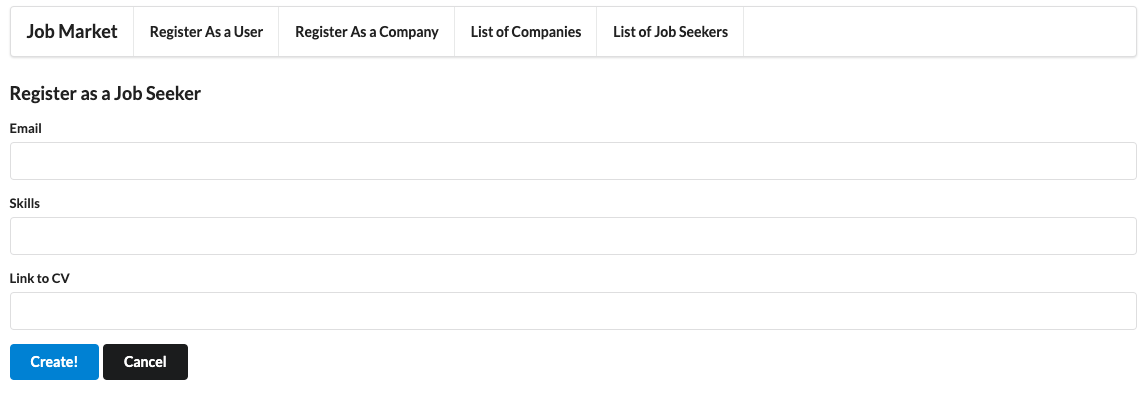 Job Market Register As a User Register As a Company List of Companies List of Job Seekers
Register as a Job Seeker
Email
Skills
Link to CV
Create! Cancel